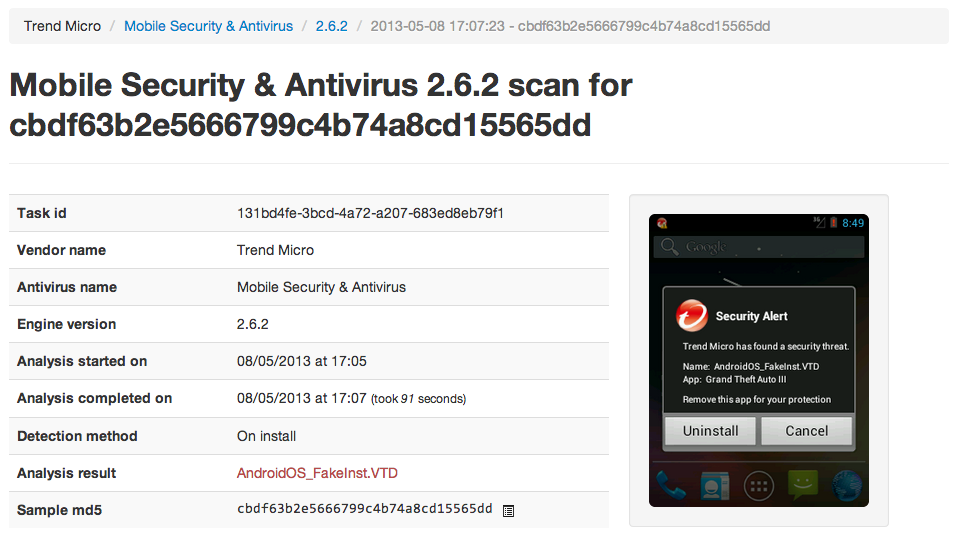 Trend Micro / Mobile Security & Antivirus / 2.6.2 / 2013-05-08 17:07:23 - cbdf63b2e5666799c4b74a8cd15565dd
Mobile Security & Antivirus 2.6.2 scan for
cbdf63b2e5666799c4b74a8cd15565dd
Task id 131bd4fe-3bcd-4a72-a207-683ed8eb79f1
Vendor name Trend Micro
Antivirus name Mobile Security & Antivirus
Engine version 2.6.2
Analysis started on 08/05/2013 at 17:05
Analysis completed on 08/05/2013 at 17:07 (took 91 seconds)
Detection method On install
Analysis result AndroidOS_FakeInst.VTD
Sample md5 cbdf63b2e5666799c4b74a8cd15565dd
3G 8:49
Google
Security Alert
Trend Micro has found a security threat.
Name: AndroidOS_FakeInst.VTD
App: Grand Theft Auto III
Remove this app for your protection
Uninstall Cancel